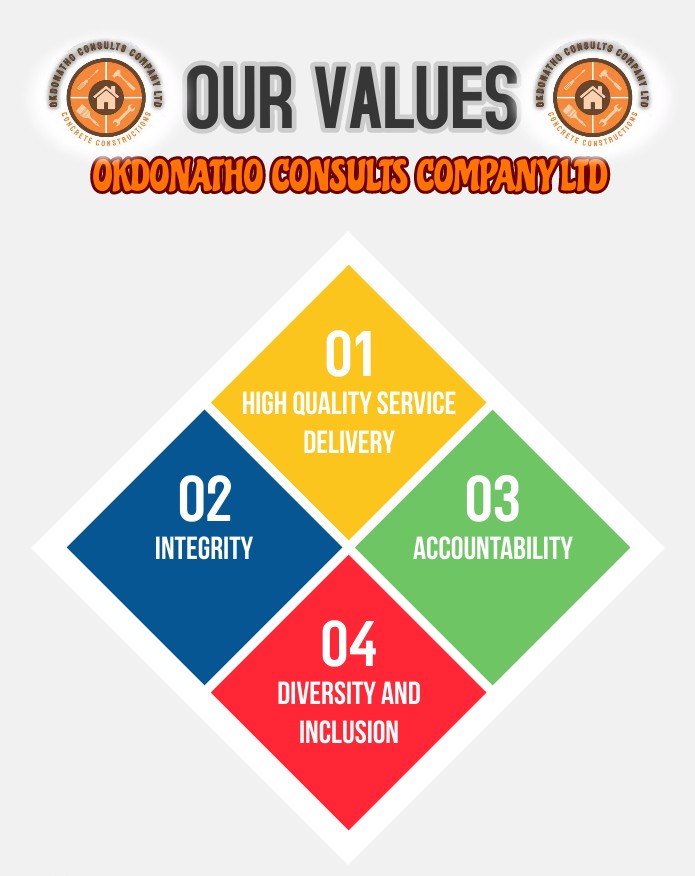 OKDONATHO CONSULTS COMPANY LTD
CONCRETE CONSTRUCTIONS
OUR VALUES
OKDONATHO CONSULTS COMPANY LTD
CONCRETE CONSTRUCTIONS
OKDONATHO CONSULTS COMPANY LTD
01
HIGH QUALITY SERVICE
DELIVERY
02
INTEGRITY
03
ACCOUNTABILITY
04
DIVERSITY AND
INCLUSION